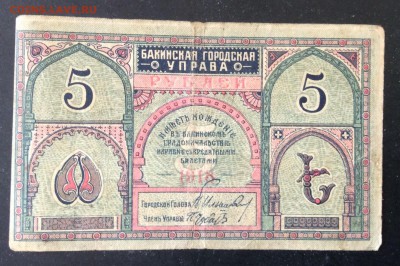 БАКИНСКАЯ ГОРОДСКАЯ
УПРАВА
РУБЛЕЙ
5 5
ИМѢЕТЪ ХОЖДЕНІЕ
ВЪ БАКИНСКОМЪ
ГРАДОНАЧАЛЬСТВѢ
НАРАВНѢ СЪ КРЕДИТНЫМИ
БИЛЕТАМИ
1918
ГОРОДСКОЙ ГОЛОВА
ЧЛЕНЪ УПРАВЫ